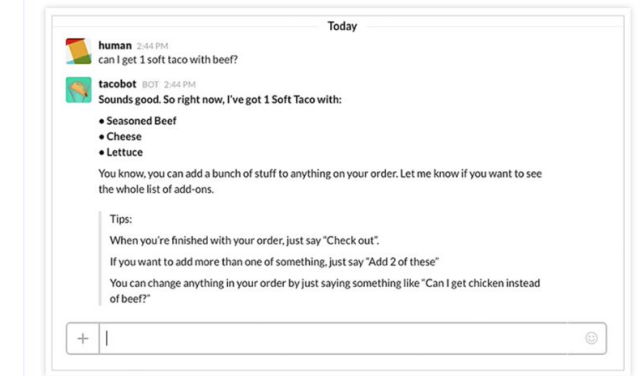 Today
human 2:44 PM
can I get 1 soft taco with beef?
tacobot BOT 2:44 PM
Sounds good. So right now, I've got 1 Soft Taco with:
• Seasoned Beef
• Cheese
• Lettuce
You know, you can add a bunch of stuff to anything on your order. Let me know if you want to see
the whole list of add-ons.
Tips:
When you're finished with your order, just say "Check out".
If you want to add more than one of something, just say "Add 2 of these"
You can change anything in your order by just saying something like "Can I get chicken instead
of beef?"